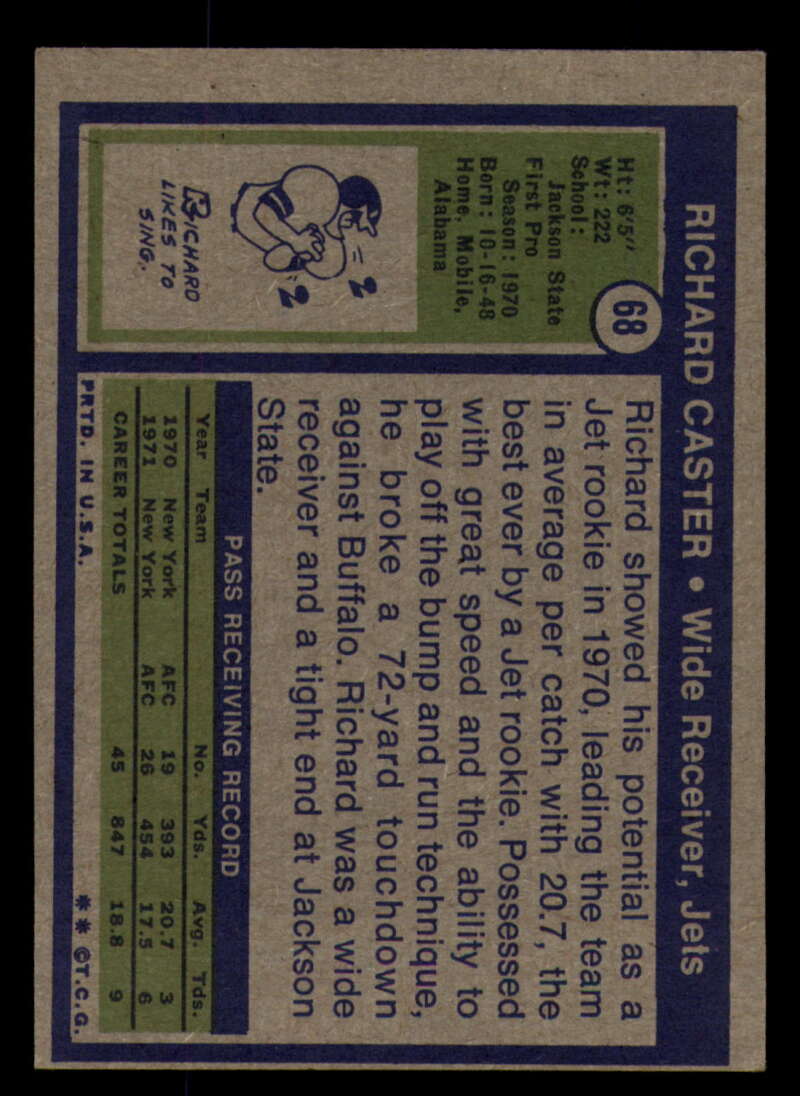 RICHARD CASTER • Wide Receiver, Jets
68
Ht: 6'5"
Wt: 222
School:
Jackson State
First Pro
Season: 1970
Born: 10-16-48
Home, Mobile,
Alabama
RICHARD
LIKES TO
SING.
Richard showed his potential as a
Jet rookie in 1970, leading the team
in average per catch with 20.7, the
best ever by a Jet rookie. Possessed
with great speed and the ability to
play off the bump and run technique,
he broke a 72-yard touchdown
against Buffalo. Richard was a wide
receiver and a tight end at Jackson
State.
PASS RECEIVING RECORD
Year Team No. Yds. Avg. Tds.
1970 New York AFC 19 393 20.7 3
1971 New York AFC 26 454 17.5 6
CAREER TOTALS 45 847 18.8 9
PRTD. IN U.S.A. ** ©T.C.G.